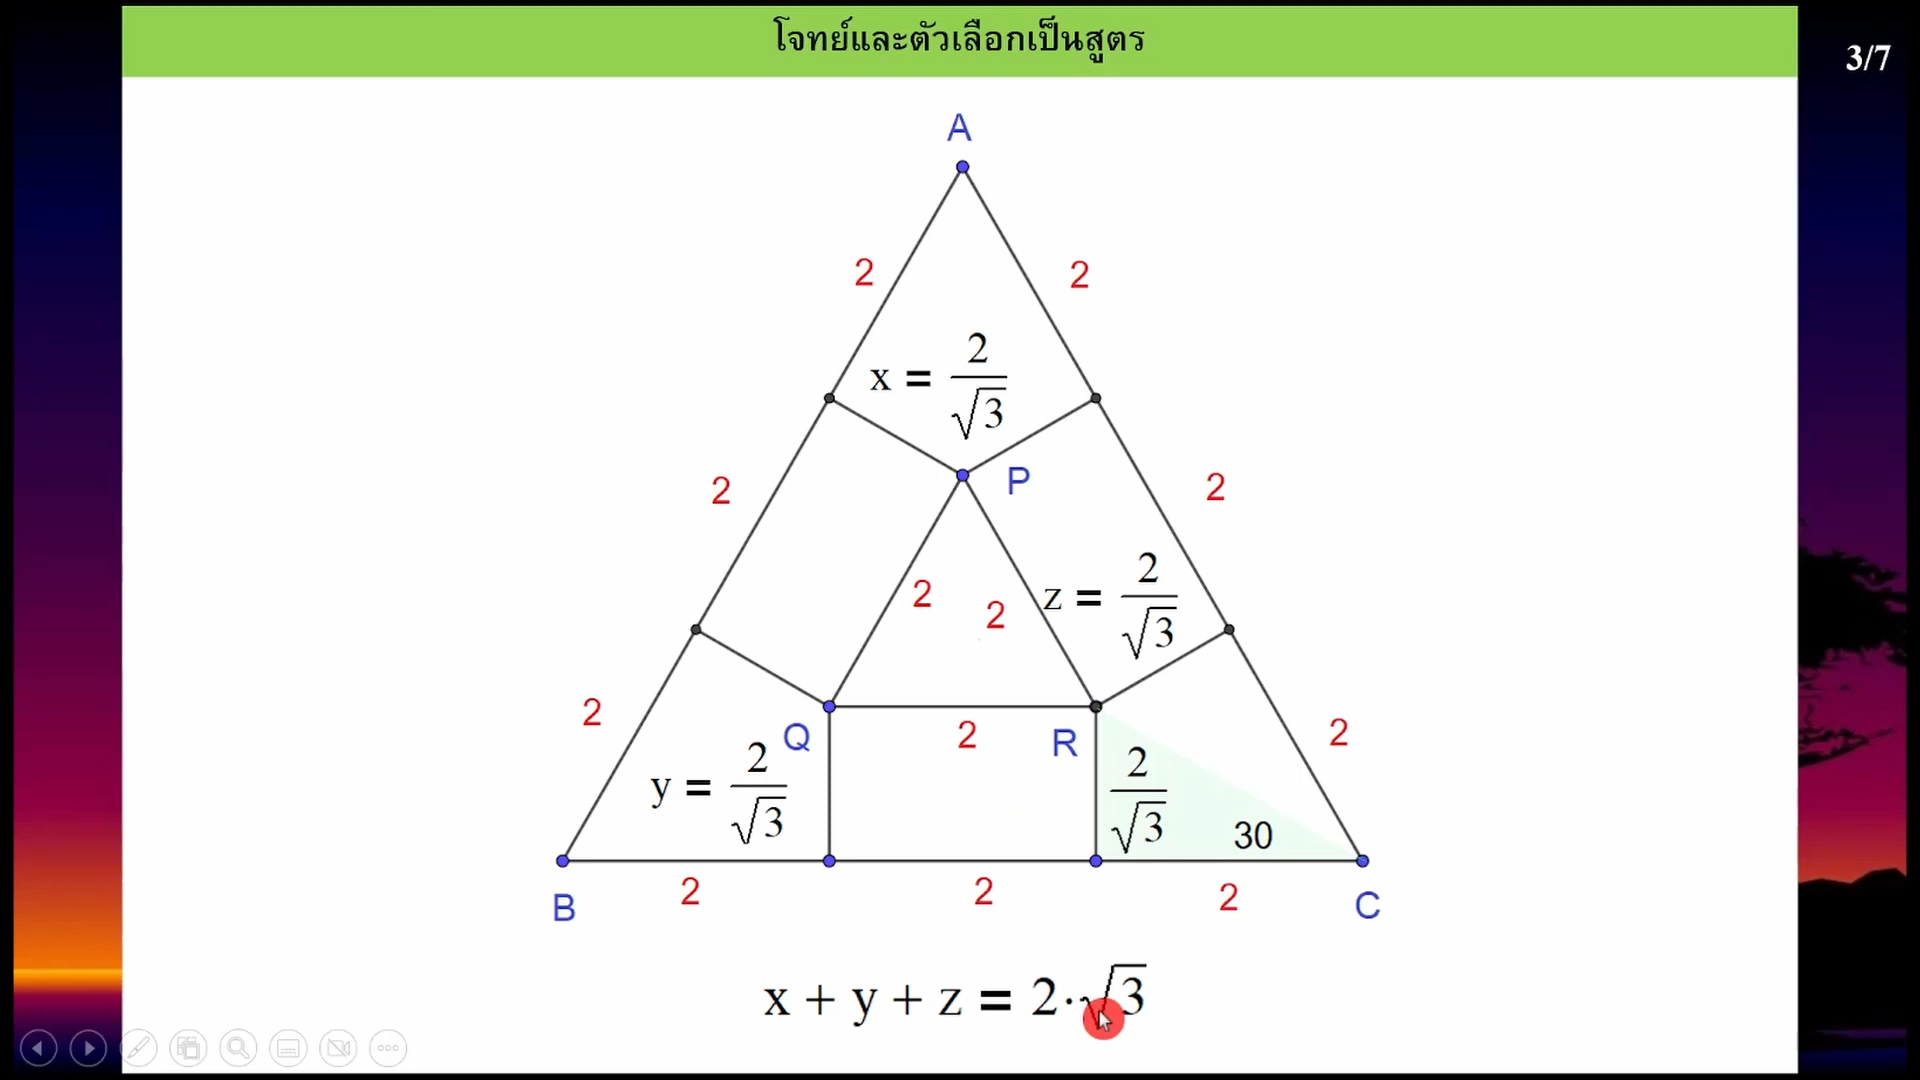 โจทย์และตัวเลือกเป็นสูตร
3/7
A
2 2
x = 2/√3
P
2 2
2 2
z = 2/√3
2 Q 2 R 2
y = 2/√3
2/√3
30
B 2 2 2 C
x + y + z = 2·√3